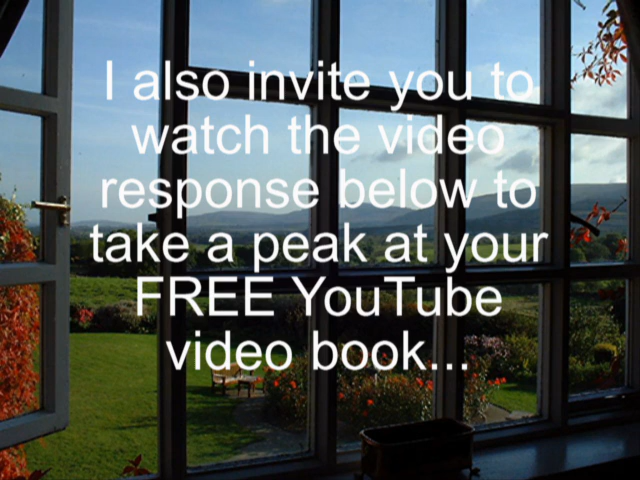 I also invite you to
watch the video
response below to
take a peak at your
FREE YouTube
video book...